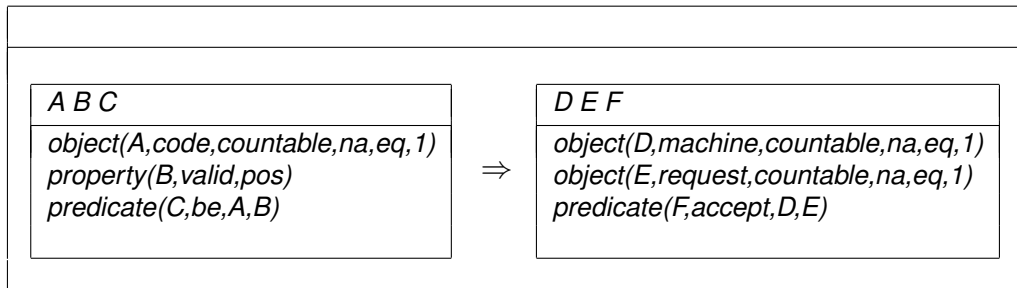 A B C
object(A,code,countable,na,eq,1)
property(B,valid,pos)
predicate(C,be,A,B)
⇒
D E F
object(D,machine,countable,na,eq,1)
object(E,request,countable,na,eq,1)
predicate(F,accept,D,E)